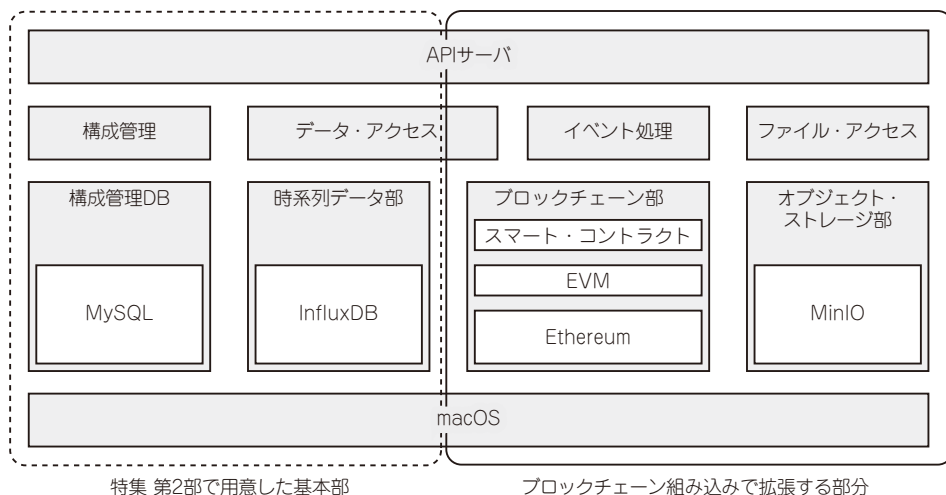 APIサーバ
構成管理
データ・アクセス
イベント処理
ファイル・アクセス
構成管理DB
MySQL
時系列データ部
InfluxDB
ブロックチェーン部
スマート・コントラクト
EVM
Ethereum
オブジェクト・
ストレージ部
MinIO
macOS
特集 第2部で用意した基本部
ブロックチェーン組み込みで拡張する部分